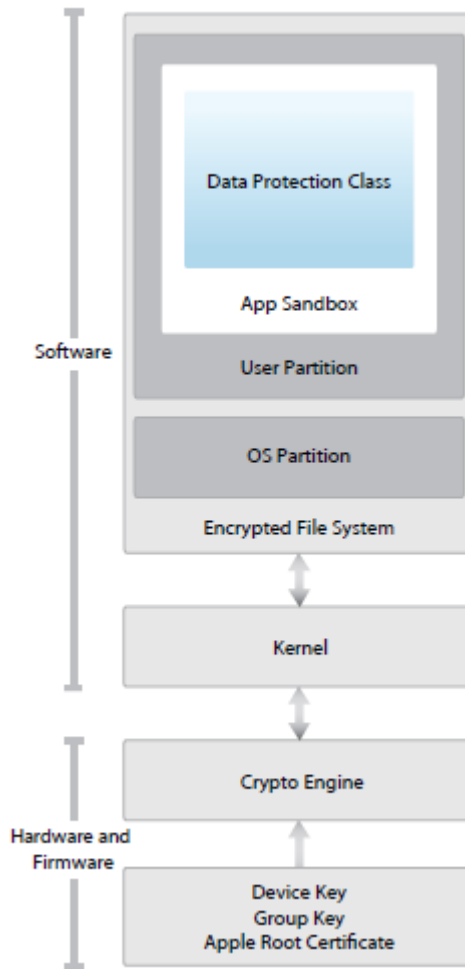 Data Protection Class
App Sandbox
User Partition
Software
OS Partition
Encrypted File System
Kernel
Crypto Engine
Hardware and
Firmware
Device Key
Group Key
Apple Root Certificate